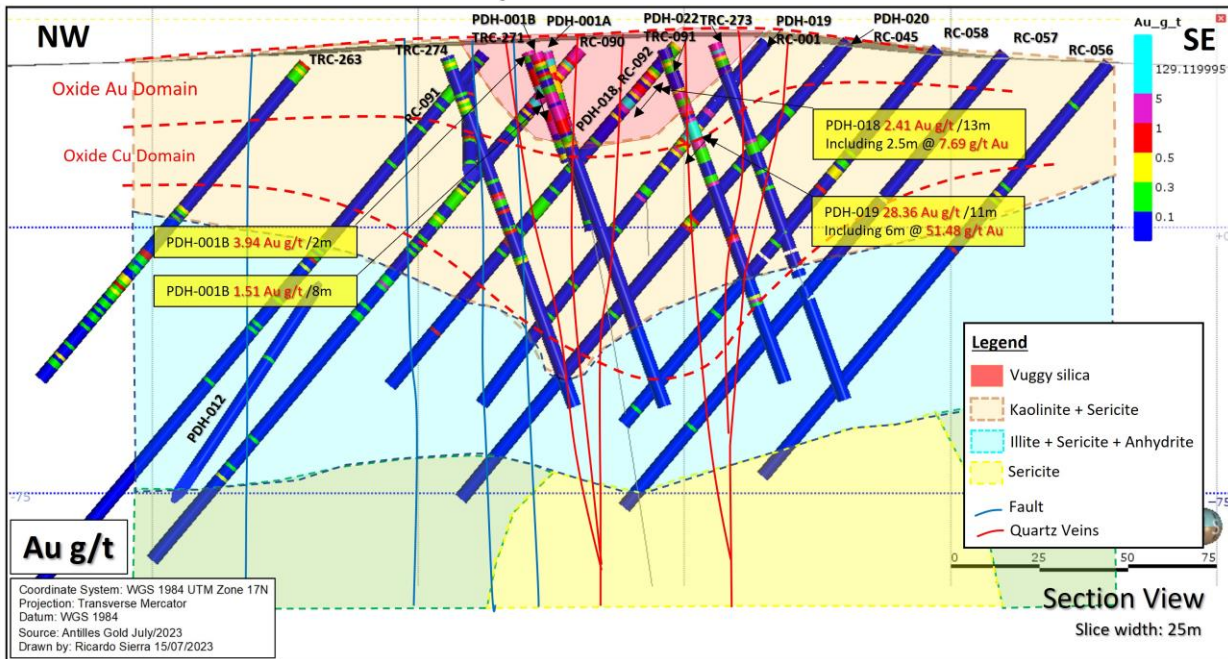 NW
SE
PDH-001B
PDH-001A
PDH-022
TRC-273
PDH-019
PDH-020
TRC-274
TRC-271
RC-090
TRC-091
RC-001
RC-045
RC-058
RC-057
RC-056
TRC-263
RC-091
PDH-018, RC-092
PDH-012
Au_g_t
129.119995
5
1
0.5
0.3
0.1
Oxide Au Domain
Oxide Cu Domain
PDH-018 2.41 Au g/t /13m
Including 2.5m @ 7.69 g/t Au
PDH-019 28.36 Au g/t /11m
Including 6m @ 51.48 g/t Au
PDH-001B 3.94 Au g/t /2m
PDH-001B 1.51 Au g/t /8m
+0
-75
-75
Legend
Vuggy silica
Kaolinite + Sericite
Illite + Sericite + Anhydrite
Sericite
Fault
Quartz Veins
0 25 50 75
Au g/t
Section View
Slice width: 25m
Coordinate System: WGS 1984 UTM Zone 17N
Projection: Transverse Mercator
Datum: WGS 1984
Source: Antilles Gold July/2023
Drawn by: Ricardo Sierra 15/07/2023